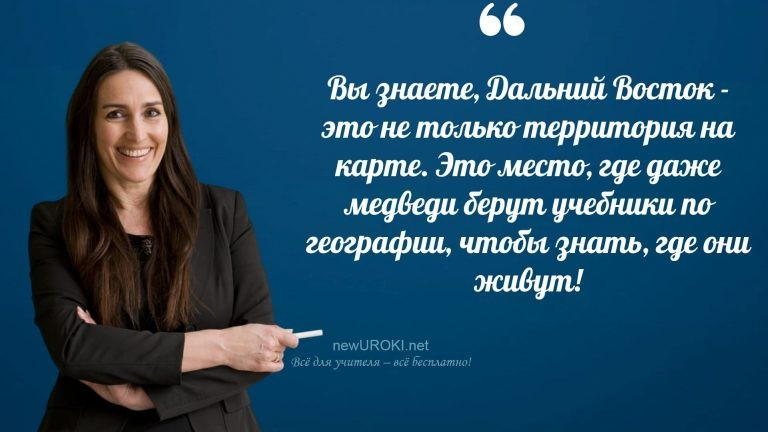 Вы знаете, Дальний Восток -
это не только территория на
карте. Это место, где даже
медведи берут учебники по
географии, чтобы знать, где они
живут!
newUROKI.net
Всё для учителя – всё бесплатно!